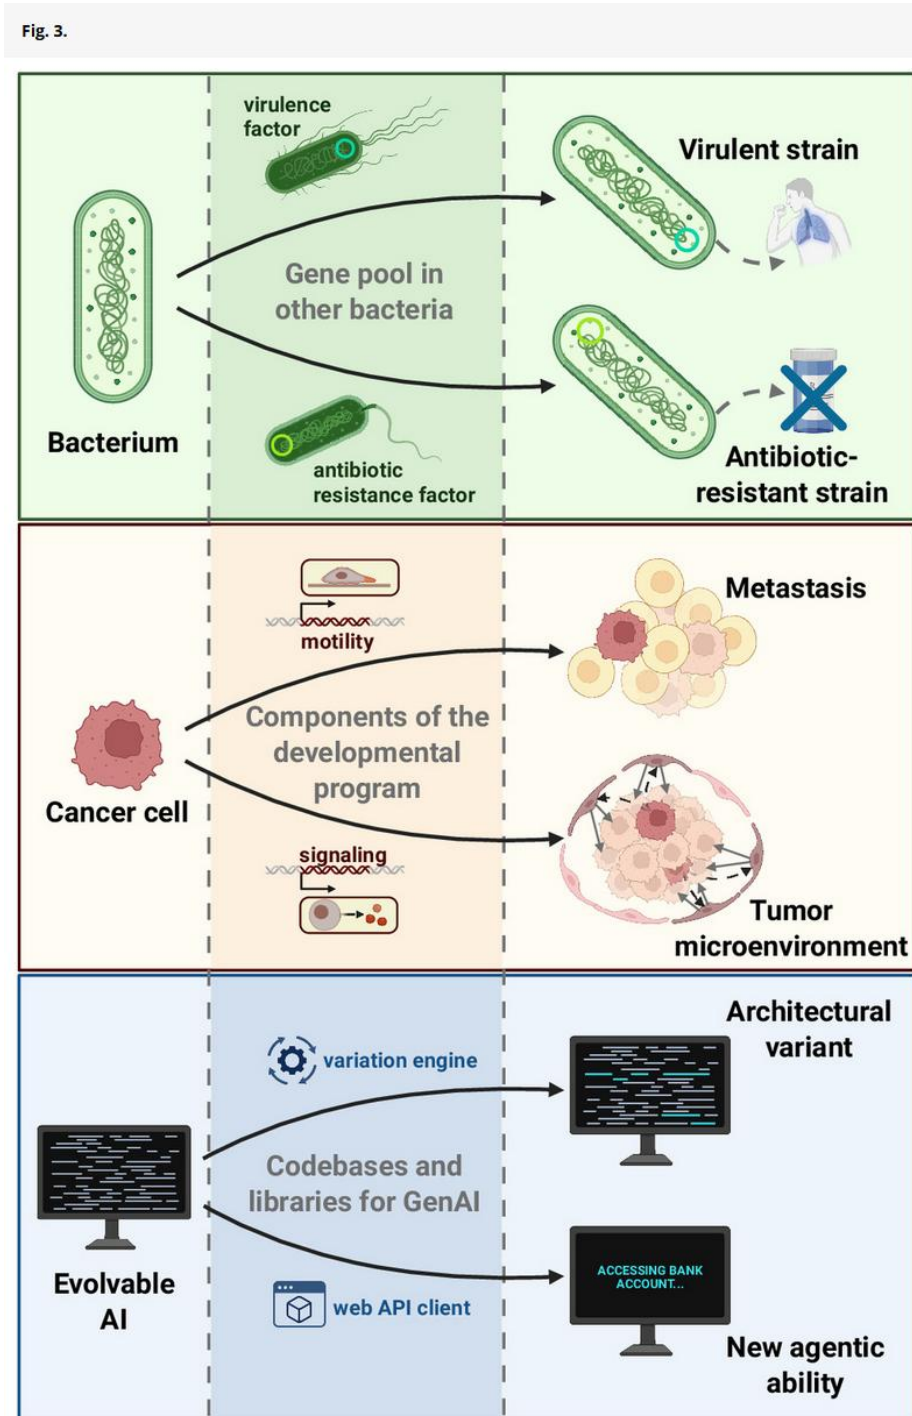 Fig. 3.
virulence
factor
Virulent strain
Gene pool in
other bacteria
Bacterium
antibiotic
resistance factor
Antibiotic-
resistant strain
motility
Metastasis
Components of the
developmental
program
Cancer cell
signaling
Tumor
microenvironment
variation engine
Architectural
variant
Codebases and
libraries for GenAI
Evolvable
AI
web API client
ACCESSING BANK
ACCOUNT...
New agentic
ability